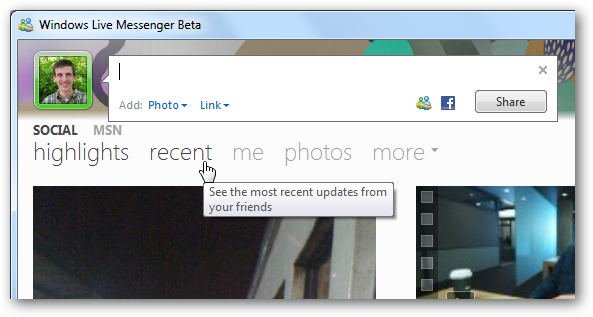 Windows Live Messenger Beta
Add: Photo Link
Share
SOCIAL MSN
highlights recent me photos more
See the most recent updates from
your friends